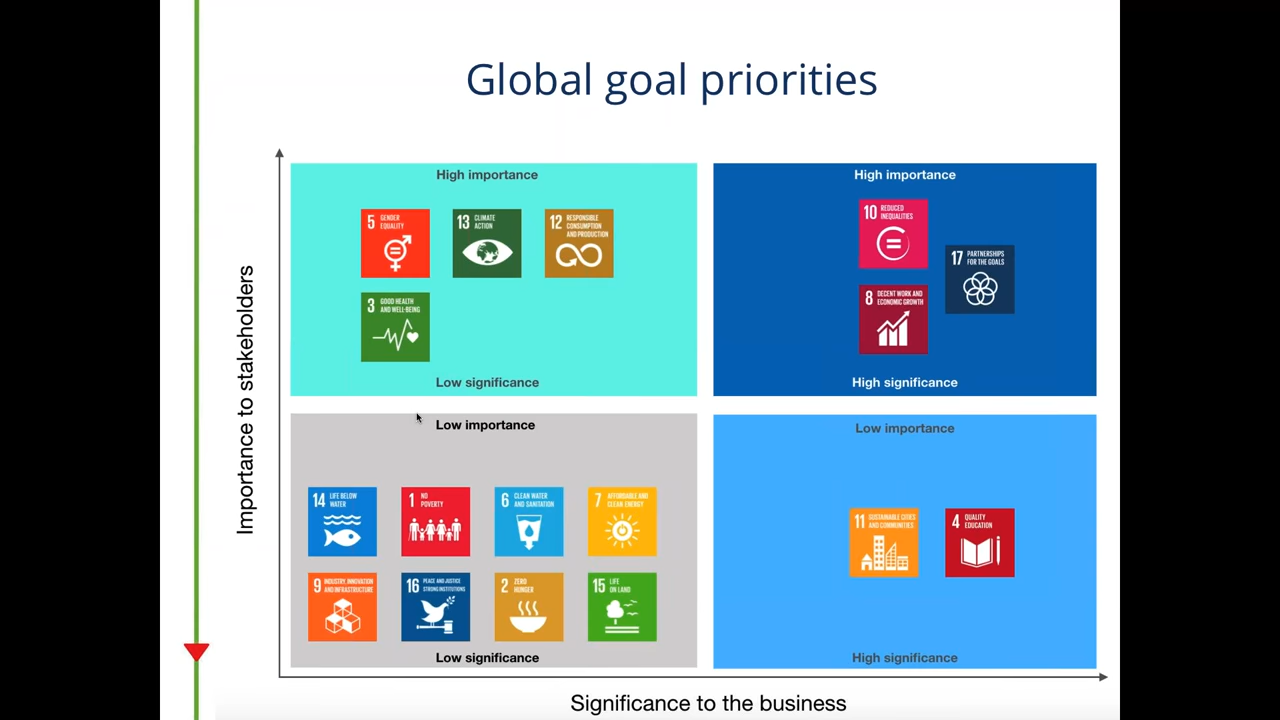 Global goal priorities
Importance to stakeholders
High importance
5 GENDER
EQUALITY
13 CLIMATE
ACTION
12 RESPONSIBLE
CONSUMPTION
AND PRODUCTION
3 GOOD HEALTH
AND WELL-BEING
Low significance
High importance
10 REDUCED
INEQUALITIES
17 PARTNERSHIPS
FOR THE GOALS
8 DECENT WORK AND
ECONOMIC GROWTH
High significance
Low importance
14 LIFE BELOW
WATER
1 NO
POVERTY
6 CLEAN WATER
AND SANITATION
7 AFFORDABLE AND
CLEAN ENERGY
9 INDUSTRY, INNOVATION
AND INFRASTRUCTURE
16 PEACE AND JUSTICE
STRONG INSTITUTIONS
2 ZERO
HUNGER
15 LIFE
ON LAND
Low significance
Low importance
11 SUSTAINABLE CITIES
AND COMMUNITIES
4 QUALITY
EDUCATION
High significance
Significance to the business